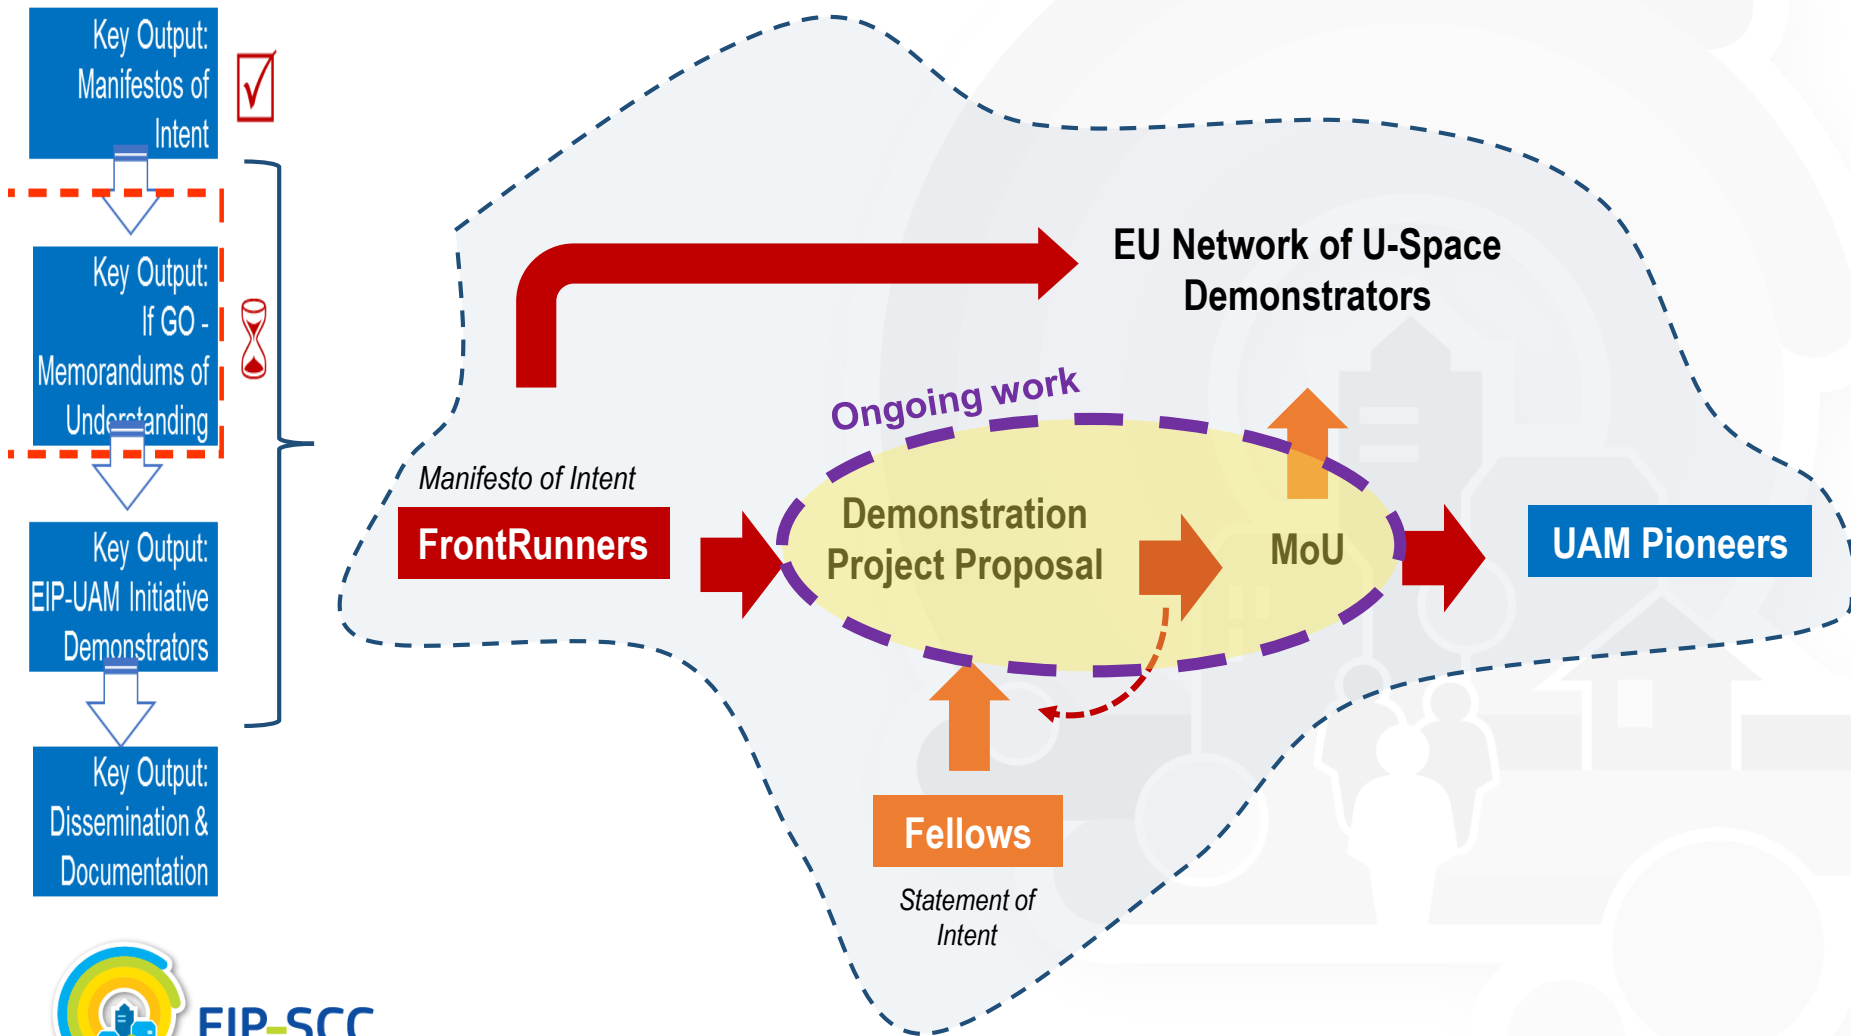 Key Output:
Manifestos of
Intent
Key Output:
If GO -
Memorandums of
Understanding
Key Output:
EIP-UAM Initiative
Demonstrators
Key Output:
Dissemination &
Documentation
EU Network of U-Space
Demonstrators
Ongoing work
Manifesto of Intent
FrontRunners
Demonstration
Project Proposal
MoU
UAM Pioneers
Fellows
Statement of
Intent
EIP-SCC